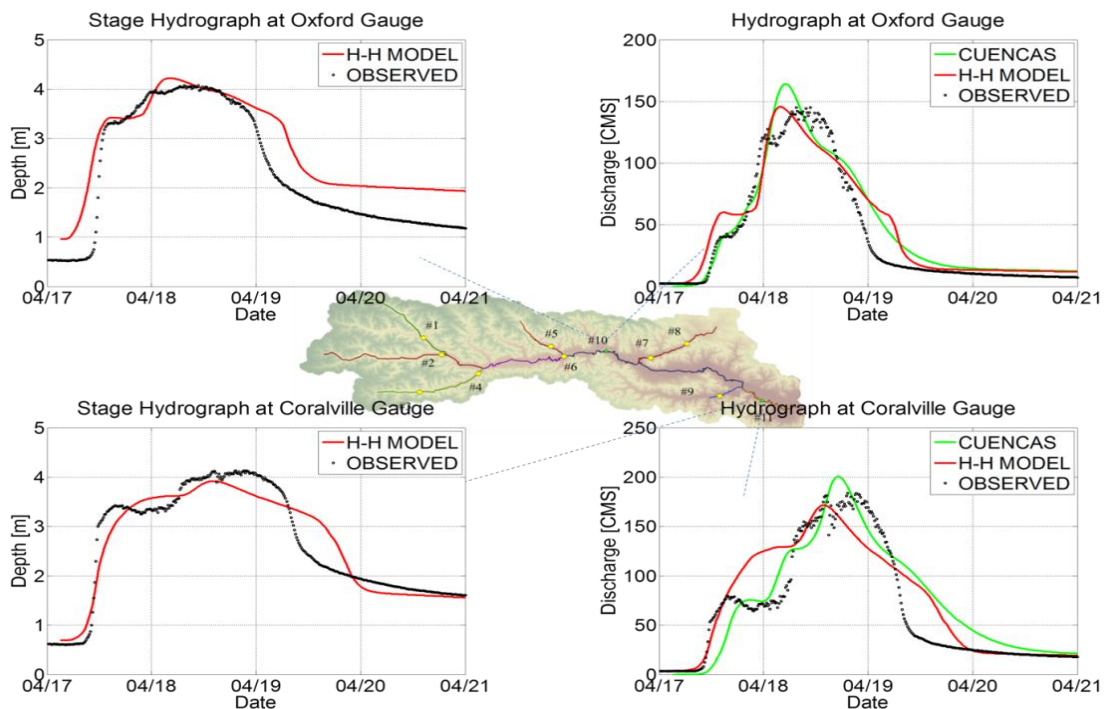 Stage Hydrograph at Oxford Gauge
5
4
3
2
1
0
Depth [m]
H-H MODEL
OBSERVED
04/17 04/18 04/19 04/20 04/21
Date
Hydrograph at Oxford Gauge
200
150
100
50
0
Discharge [CMS]
CUENCAS
H-H MODEL
OBSERVED
04/17 04/18 04/19 04/20 04/21
Date
#1
#2
#4
#5
#6
#10
#7
#8
#9
#11
Stage Hydrograph at Coralville Gauge
5
4
3
2
1
0
Depth [m]
H-H MODEL
OBSERVED
04/17 04/18 04/19 04/20 04/21
Date
Hydrograph at Coralville Gauge
250
200
150
100
50
0
Discharge [CMS]
CUENCAS
H-H MODEL
OBSERVED
04/17 04/18 04/19 04/20 04/21
Date